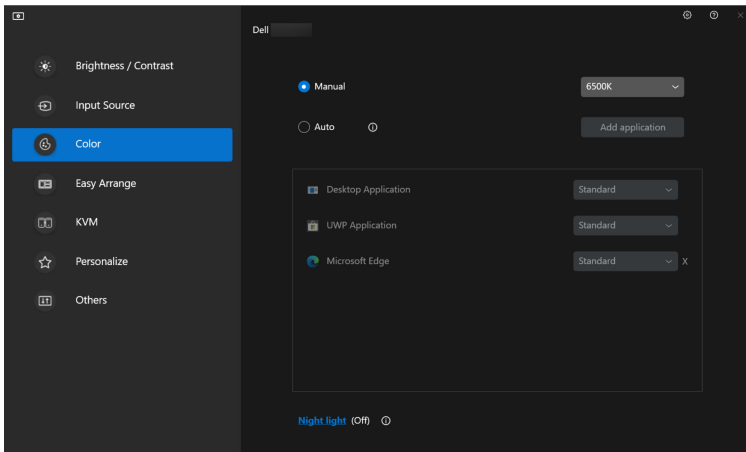 Dell
Brightness / Contrast
Input Source
Color
Easy Arrange
KVM
Personalize
Others
Manual
6500K
Auto
Add application
Desktop Application
Standard
UWP Application
Standard
Microsoft Edge
Standard
X
Night light (Off)